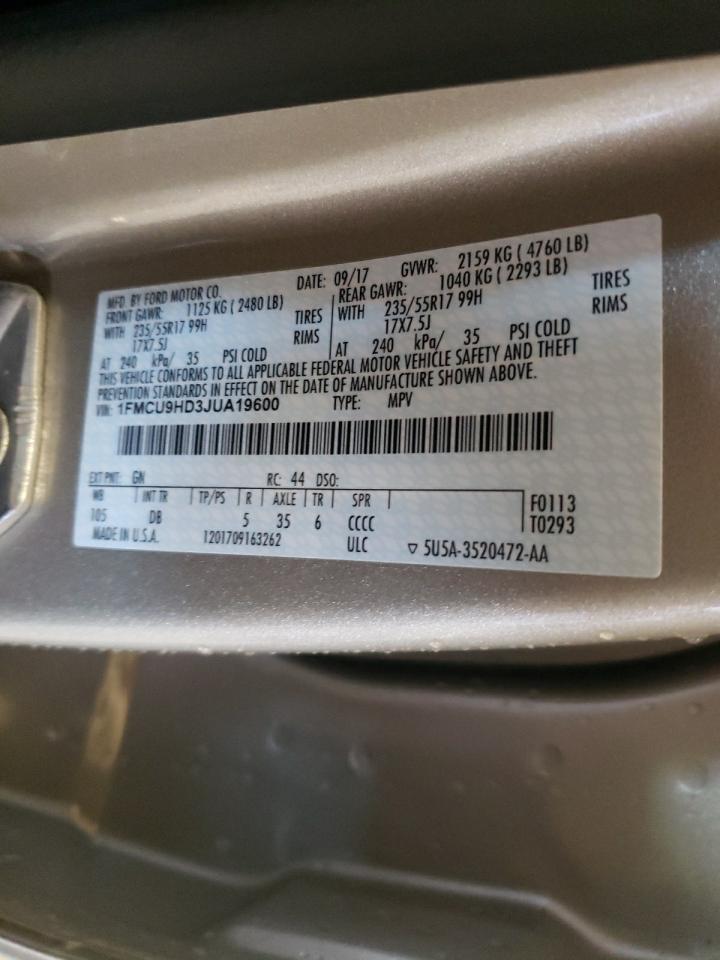 MFD. BY FORD MOTOR CO. DATE: 09/17 GVWR: 2159 KG ( 4760 LB)
FRONT GAWR: 1125 KG ( 2480 LB) REAR GAWR: 1040 KG ( 2293 LB)
WITH 235/55R17 99H TIRES WITH 235/55R17 99H TIRES
17X7.5J RIMS 17X7.5J RIMS
AT 240 kPa/ 35 PSI COLD AT 240 kPa/ 35 PSI COLD
THIS VEHICLE CONFORMS TO ALL APPLICABLE FEDERAL MOTOR VEHICLE SAFETY AND THEFT
PREVENTION STANDARDS IN EFFECT ON THE DATE OF MANUFACTURE SHOWN ABOVE.
VIN: 1FMCU9HD3JUA19600 TYPE: MPV
EXT PNT: GN RC: 44 DSO:
WB INT TR TP/PS R AXLE TR SPR F0113
105 DB 5 35 6 CCCC T0293
MADE IN U.S.A. 1201709163262 ULC ▽ 5U5A-3520472-AA